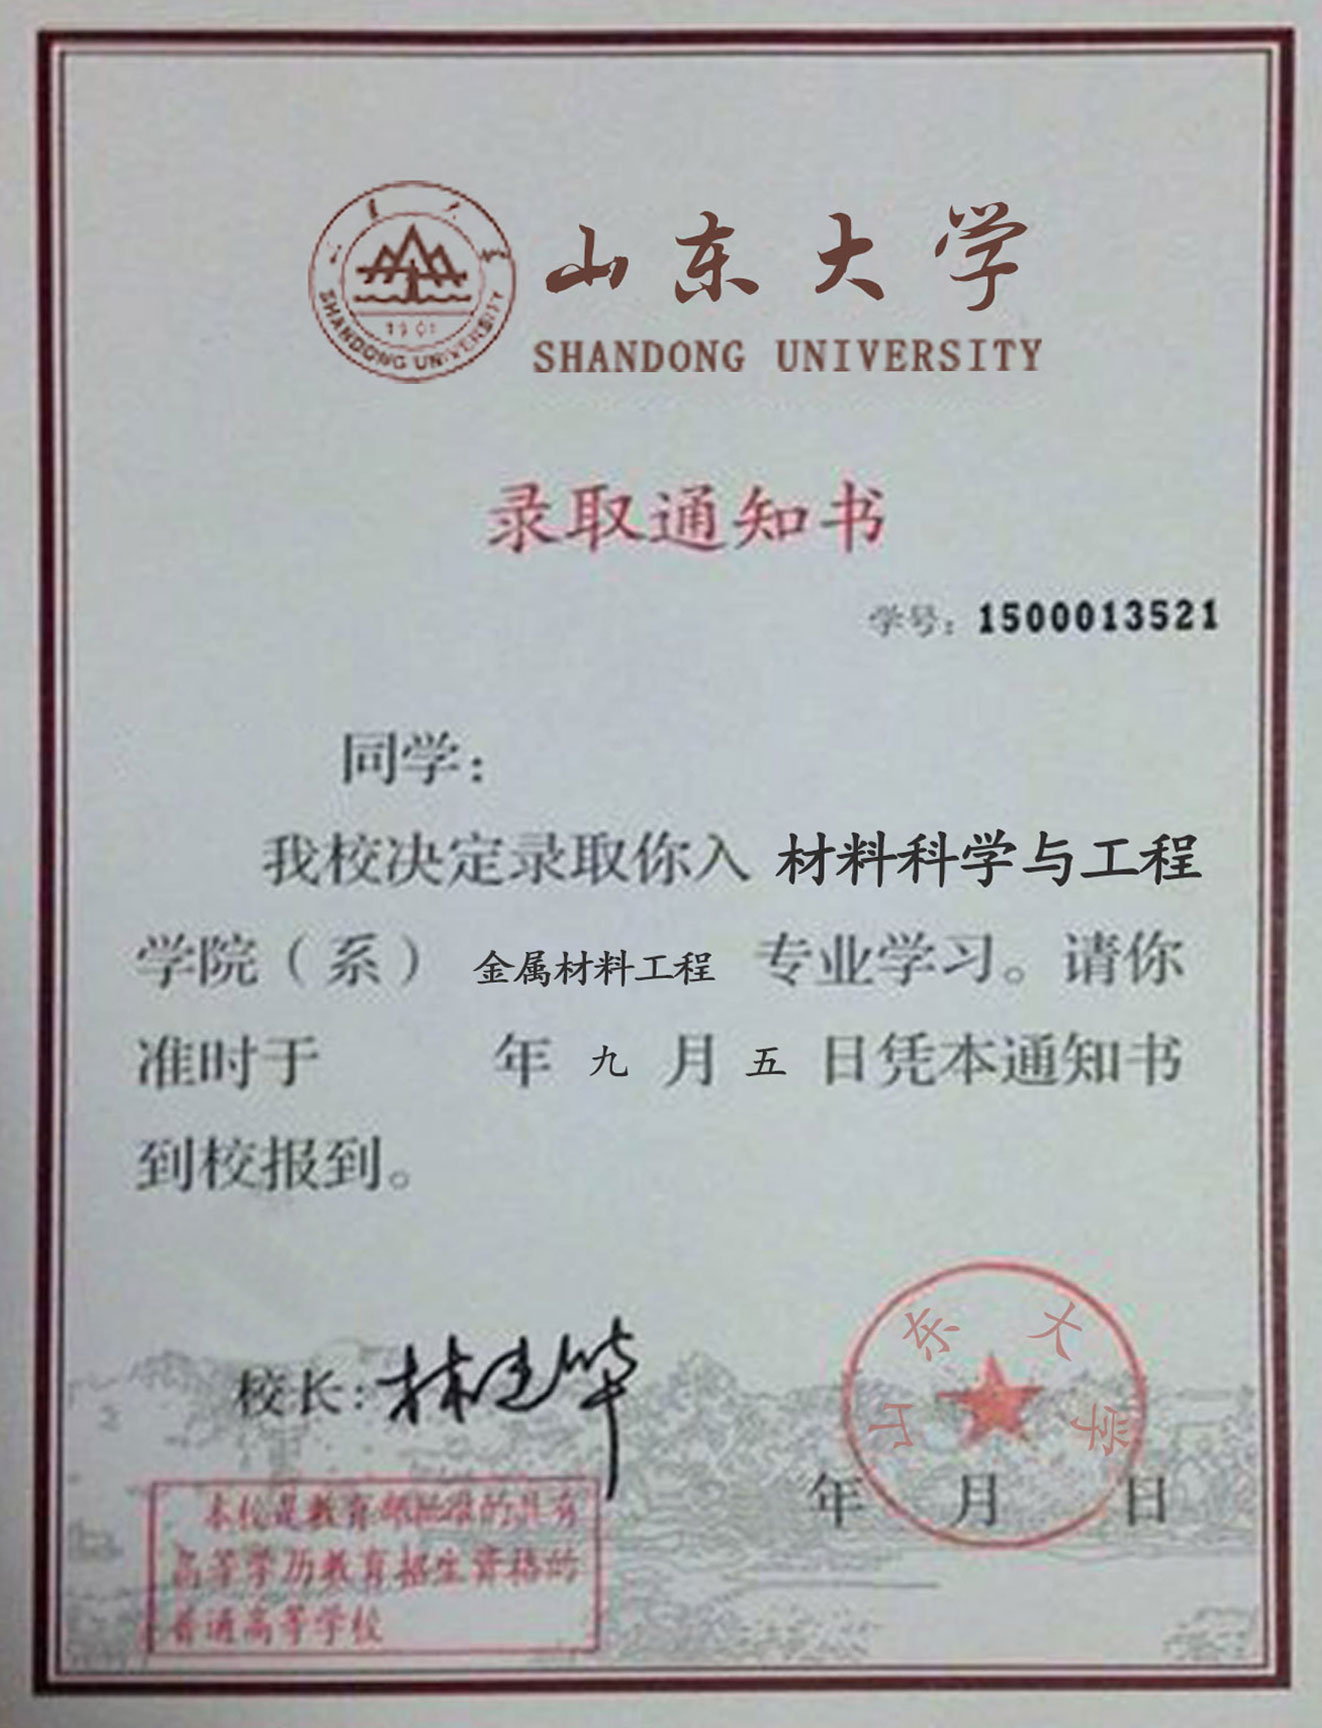 山东大学
SHANDONG UNIVERSITY
1901
SHANDONG UNIVERSITY
录取通知书
学号：1500013521
同学：
我校决定录取你入 材料科学与工程
学院（系） 金属材料工程 专业学习。请你
准时于 年 九 月 五 日凭本通知书
到校报到。
校长：林建华
山东大学
年 月 日
本校是教育部批准的具有
高等学历教育招生资格的
普通高等学校